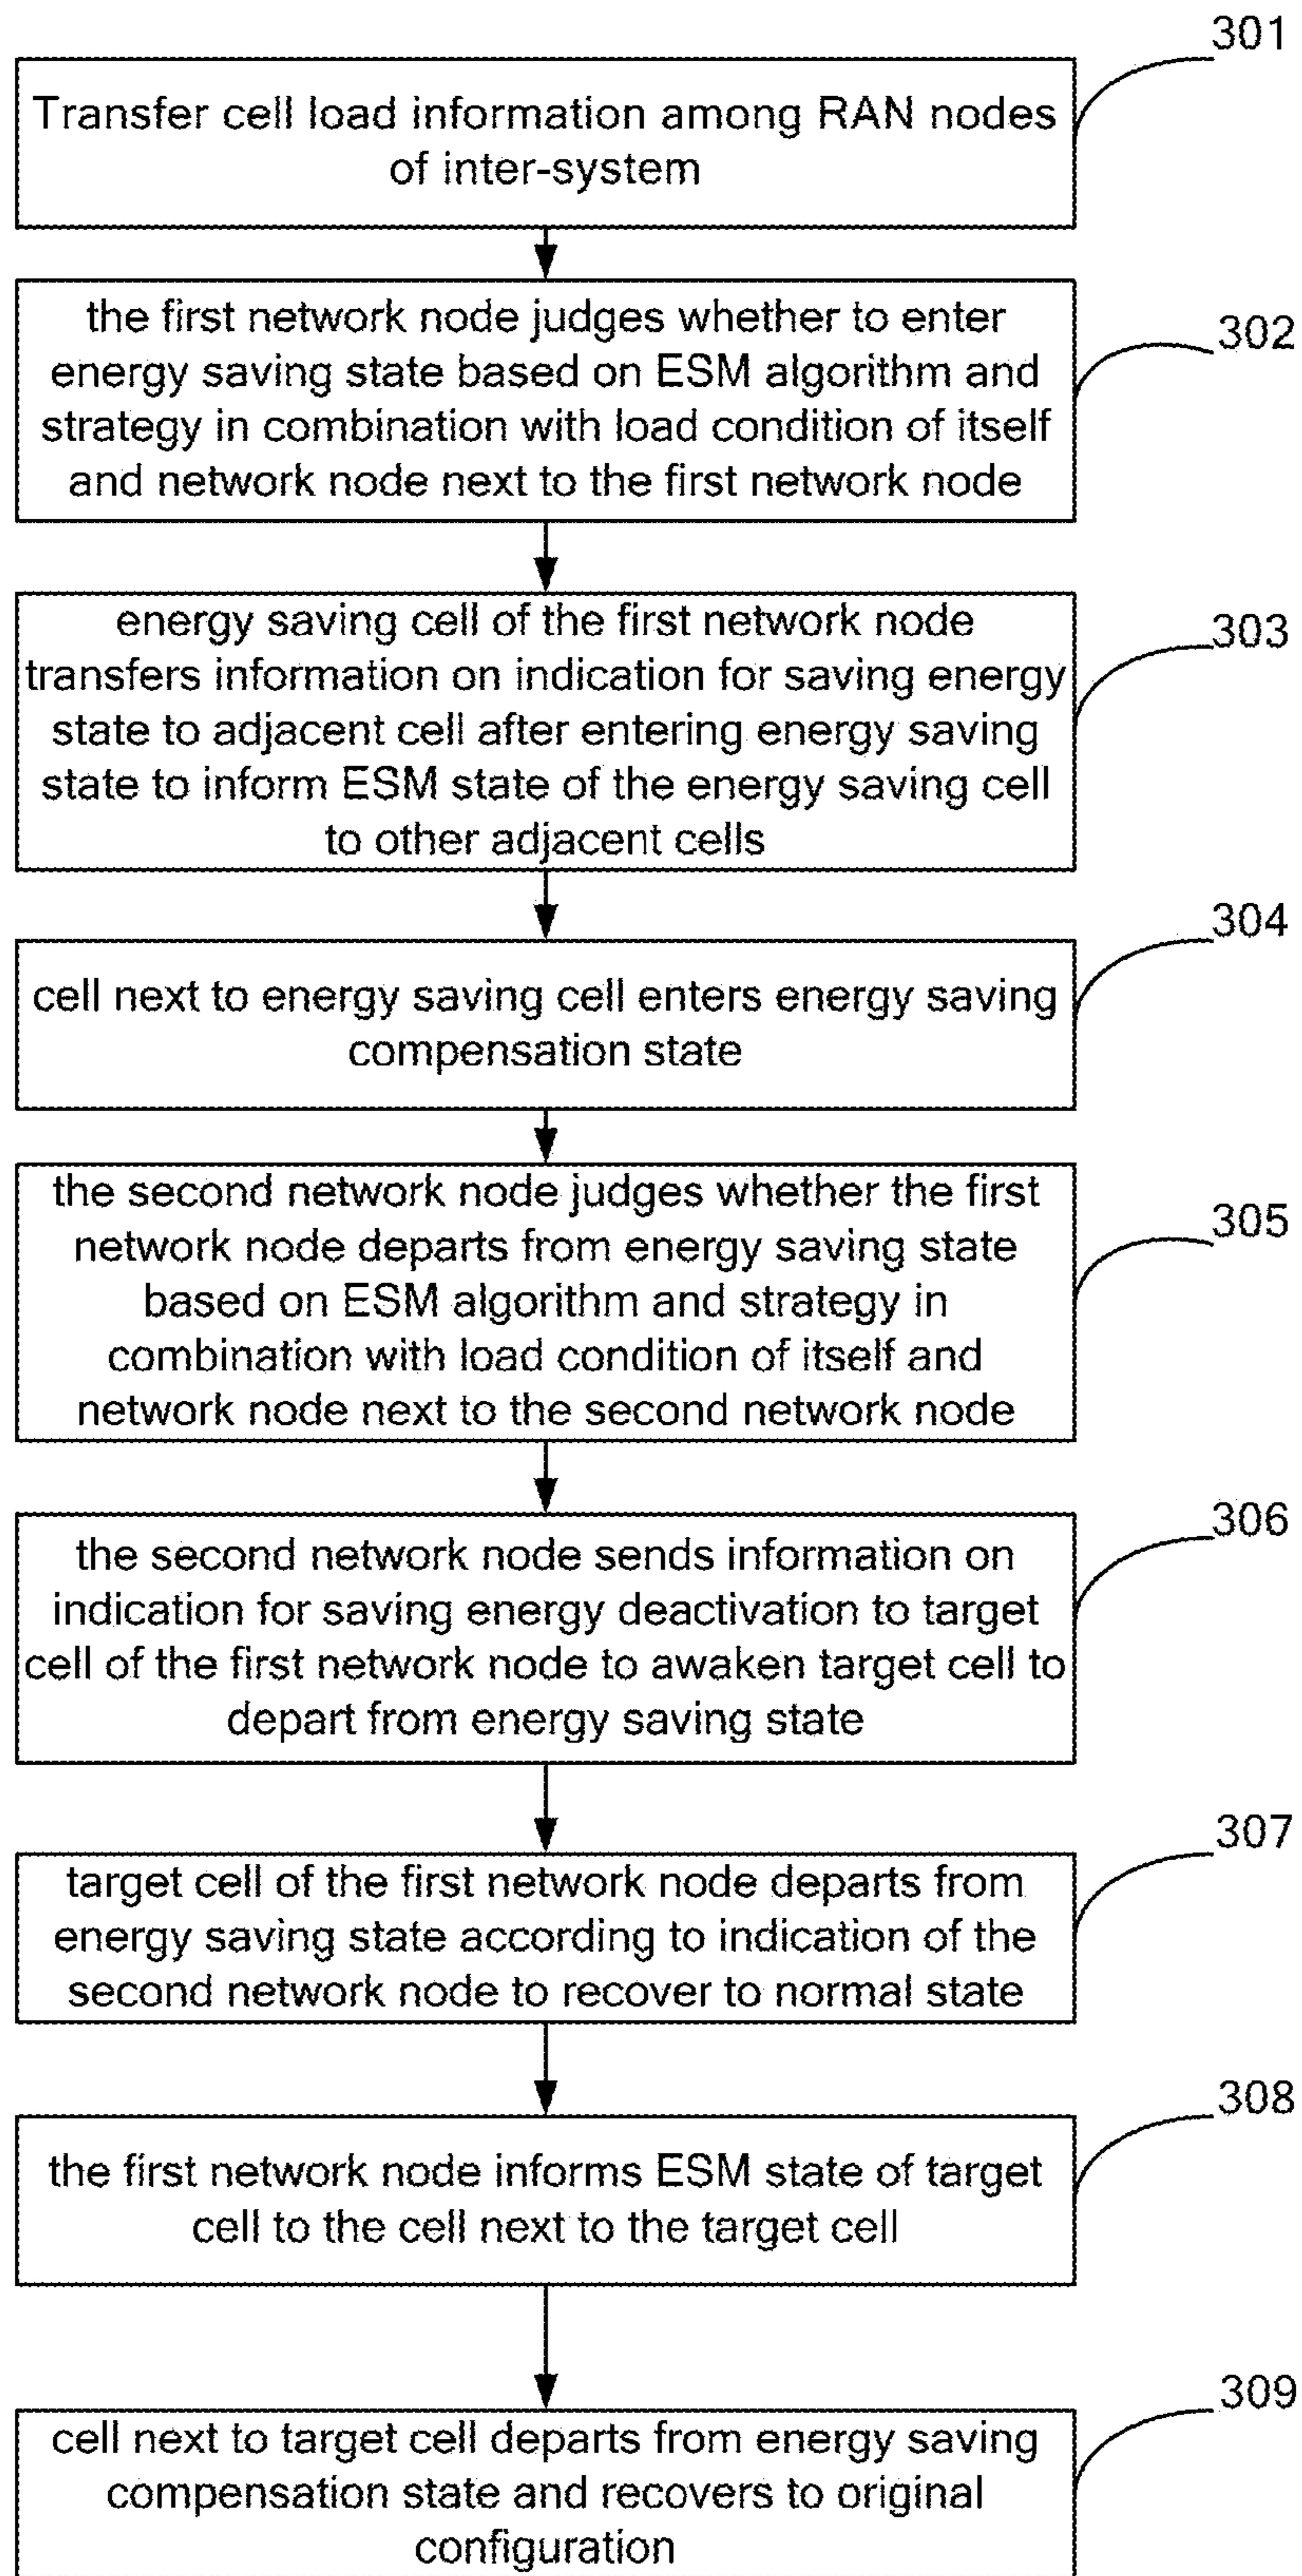 301
Transfer cell load information among RAN nodes
of inter-system
302
the first network node judges whether to enter
energy saving state based on ESM algorithm and
strategy in combination with load condition of itself
and network node next to the first network node
303
energy saving cell of the first network node
transfers information on indication for saving energy
state to adjacent cell after entering energy saving
state to inform ESM state of the energy saving cell
to other adjacent cells
304
cell next to energy saving cell enters energy saving
compensation state
305
the second network node judges whether the first
network node departs from energy saving state
based on ESM algorithm and strategy in
combination with load condition of itself and
network node next to the second network node
306
the second network node sends information on
indication for saving energy deactivation to target
cell of the first network node to awaken target cell to
depart from energy saving state
307
target cell of the first network node departs from
energy saving state according to indication of the
second network node to recover to normal state
308
the first network node informs ESM state of target
cell to the cell next to the target cell
309
cell next to target cell departs from energy saving
compensation state and recovers to original
configuration